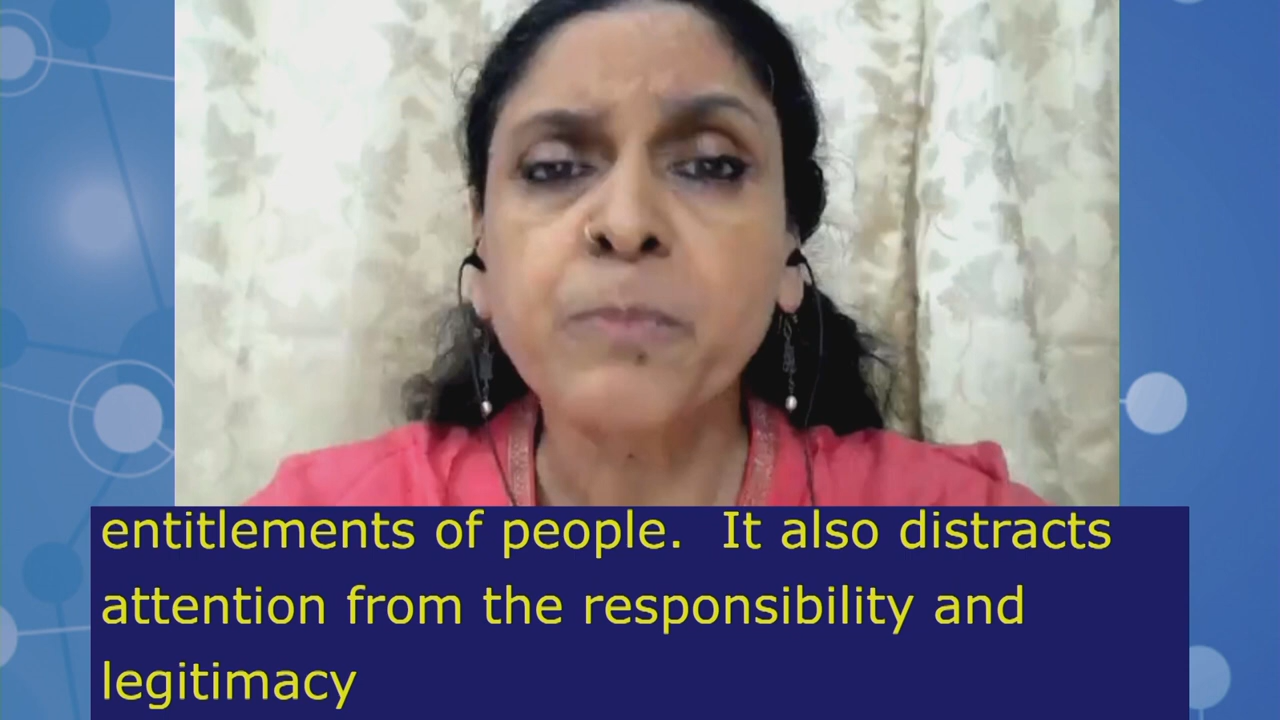 entitlements of people.  It also distracts
attention from the responsibility and
legitimacy